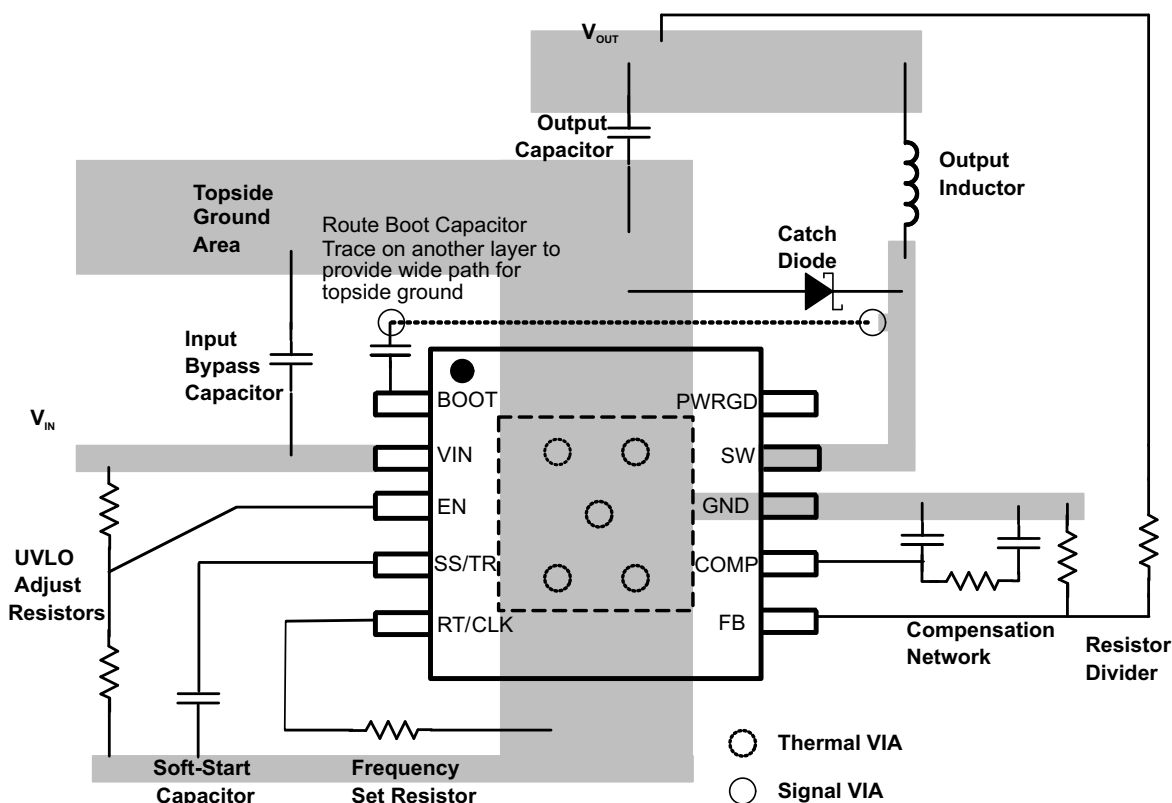 VOUT
Output
Capacitor
Output
Inductor
Topside
Ground
Area
Route Boot Capacitor
Trace on another layer to
provide wide path for
topside ground
Catch
Diode
Input
Bypass
Capacitor
VIN
BOOT
VIN
EN
SS/TR
RT/CLK
PWRGD
SW
GND
COMP
FB
UVLO
Adjust
Resistors
Compensation
Network
Resistor
Divider
Soft-Start
Capacitor
Frequency
Set Resistor
Thermal VIA
Signal VIA